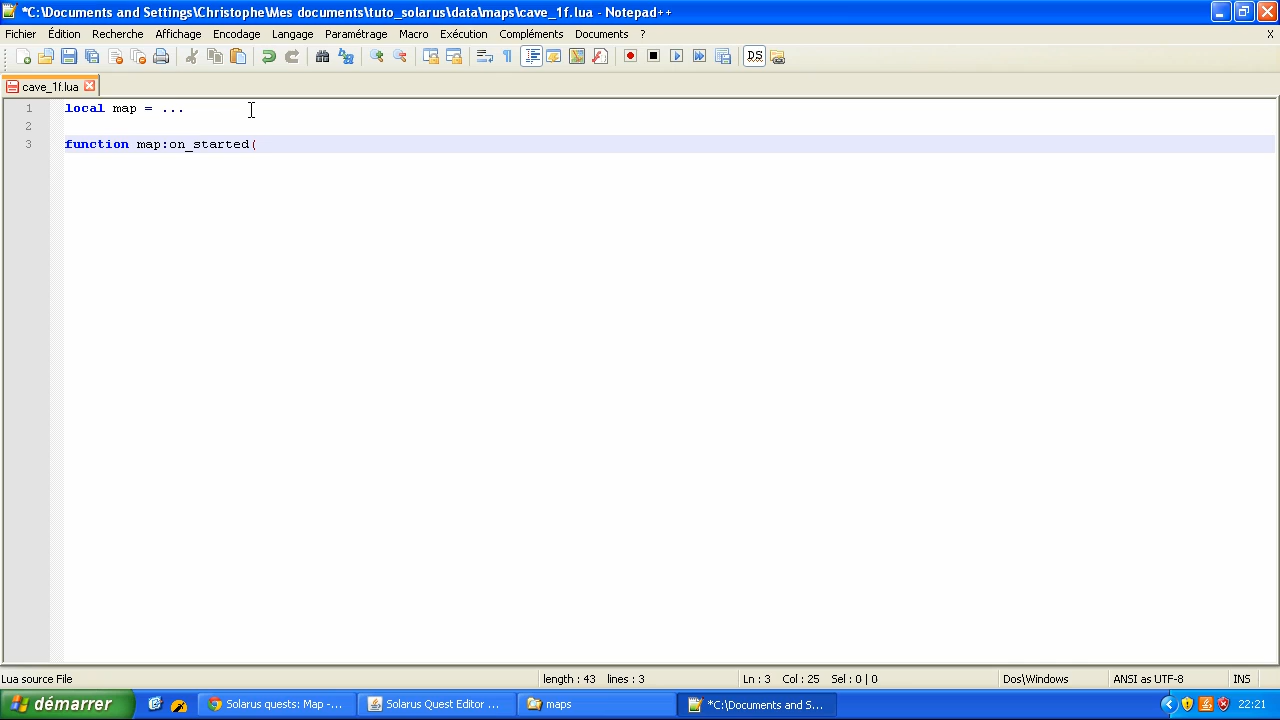 *C:\Documents and Settings\Christophe\Mes documents\tuto_solarus\data\maps\cave_1f.lua - Notepad++
Fichier Édition Recherche Affichage Encodage Langage Paramétrage Macro Exécution Compléments Documents ? X
cave_1f.lua
1 local map = ...
2
3 function map:on_started(
Lua source File length : 43 lines : 3 Ln : 3 Col : 25 Sel : 0 | 0 Dos\Windows ANSI as UTF-8 INS
démarrer Solarus quests: Map -... Solarus Quest Editor ... maps *C:\Documents and S... 22:21